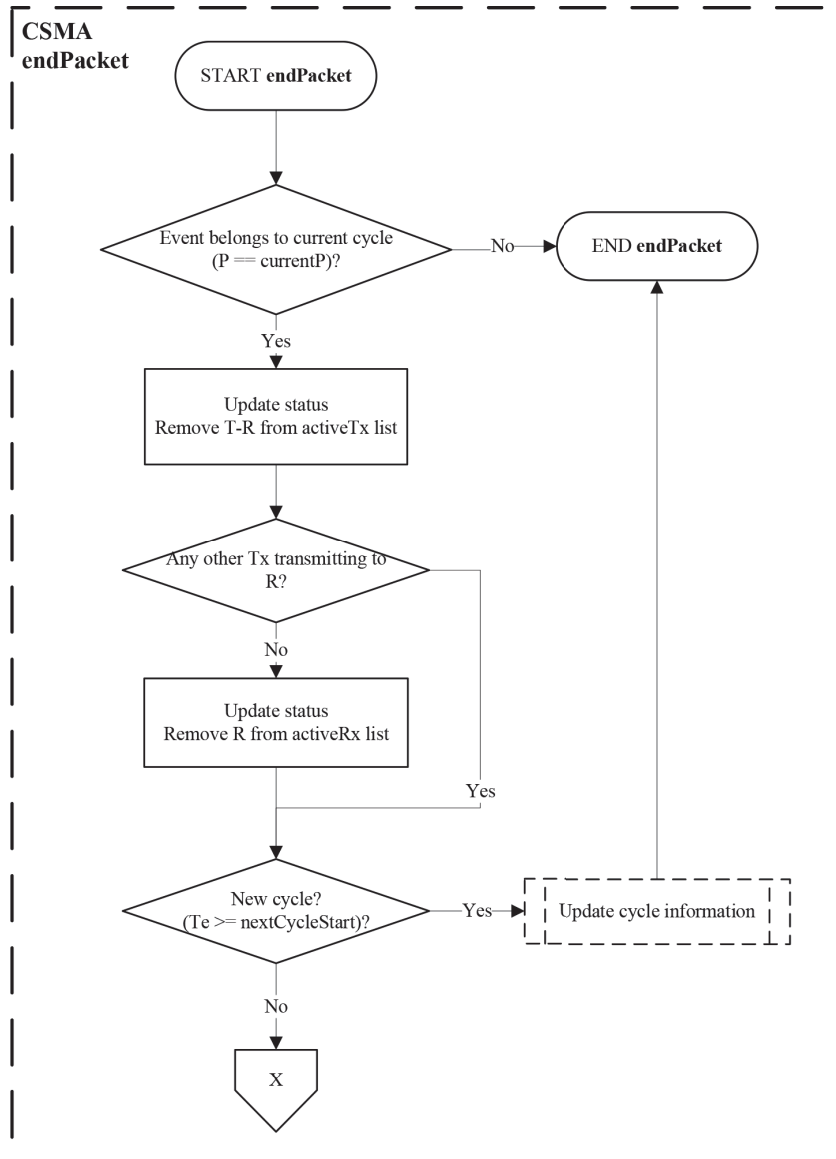 CSMA
endPacket
START endPacket
Event belongs to current cycle
(P == currentP)?
No
END endPacket
Yes
Update status
Remove T-R from activeTx list
Any other Tx transmitting to
R?
No
Update status
Remove R from activeRx list
Yes
New cycle?
(Te >= nextCycleStart)?
Yes
Update cycle information
No
X